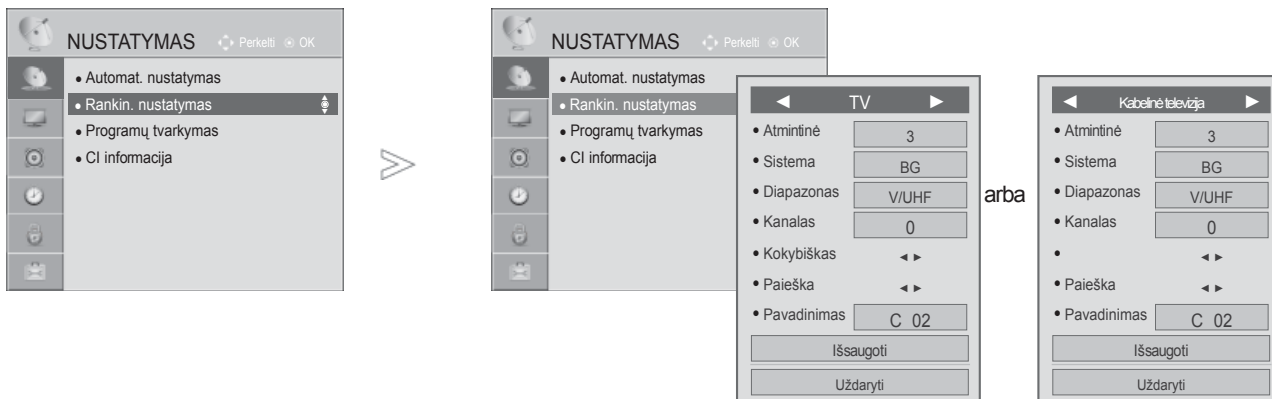 NUSTATYMAS Perkelti OK
• Automat. nustatymas
• Rankin. nustatymas
• Programų tvarkymas
• CI informacija
NUSTATYMAS Perkelti OK
• Automat. nustatymas
• Rankin. nustatymas
• Programų tvarkymas
• CI informacija
◄ TV ►
• Atmintinė 3
• Sistema BG
• Diapazonas V/UHF
• Kanalas 0
• Kokybiškas ◄ ►
• Paieška ◄ ►
• Pavadinimas C 02
Išsaugoti
Uždaryti
arba
◄ Kabelinė televizija ►
• Atmintinė 3
• Sistema BG
• Diapazonas V/UHF
• Kanalas 0
• ◄ ►
• Paieška ◄ ►
• Pavadinimas C 02
Išsaugoti
Uždaryti